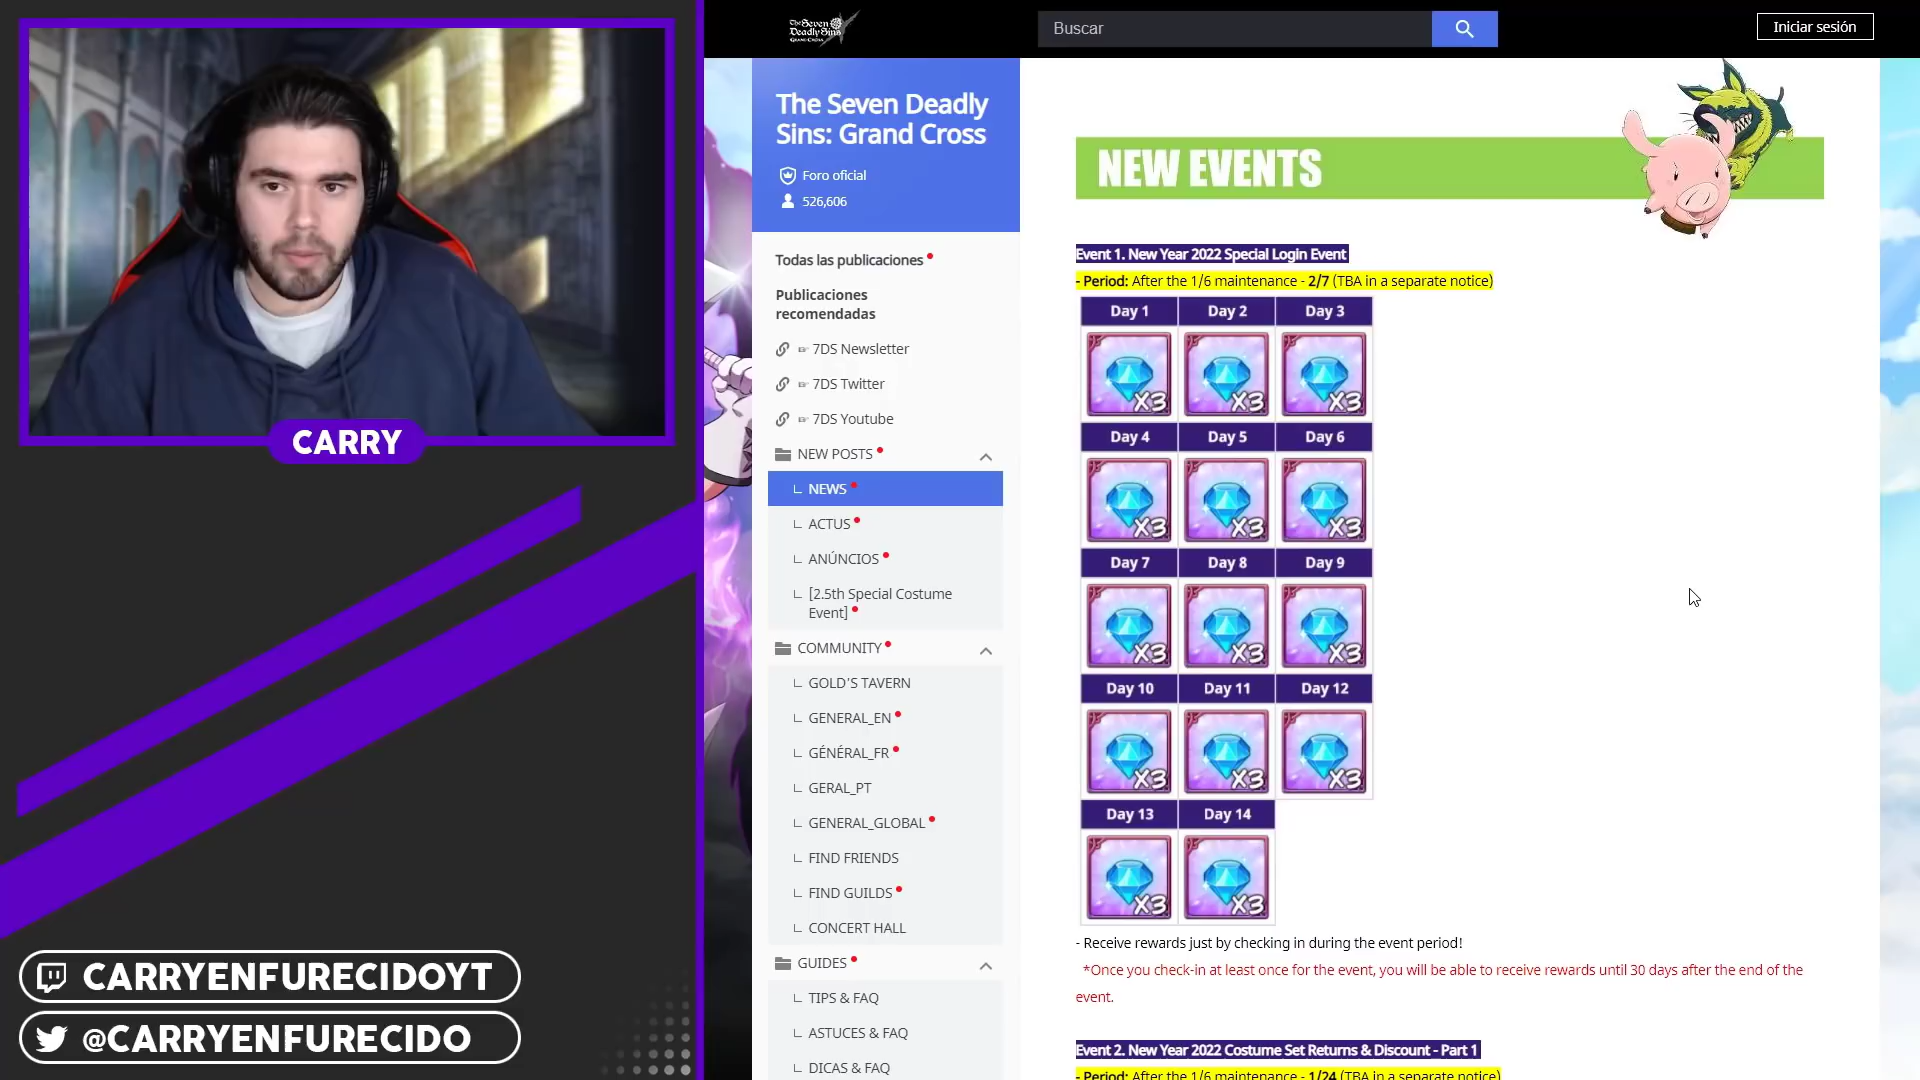 CARRY
CARRYENFURECIDOYT
@CARRYENFURECIDO
The Seven
Deadly Sins
GRAND CROSS
Buscar
Iniciar sesión
The Seven Deadly
Sins: Grand Cross
Foro oficial
526,606
Todas las publicaciones
Publicaciones
recomendadas
☞ 7DS Newsletter
☞ 7DS Twitter
☞ 7DS Youtube
NEW POSTS
NEWS
ACTUS
ANÚNCIOS
[2.5th Special Costume
Event]
COMMUNITY
GOLD'S TAVERN
GENERAL_EN
GÉNÉRAL_FR
GERAL_PT
GENERAL_GLOBAL
FIND FRIENDS
FIND GUILDS
CONCERT HALL
GUIDES
TIPS & FAQ
ASTUCES & FAQ
DICAS & FAQ
NEW EVENTS
Event 1. New Year 2022 Special Login Event
- Period: After the 1/6 maintenance - 2/7 (TBA in a separate notice)
Day 1 Day 2 Day 3
X3 X3 X3
Day 4 Day 5 Day 6
X3 X3 X3
Day 7 Day 8 Day 9
X3 X3 X3
Day 10 Day 11 Day 12
X3 X3 X3
Day 13 Day 14
X3 X3
- Receive rewards just by checking in during the event period!
*Once you check-in at least once for the event, you will be able to receive rewards until 30 days after the end of the
event.
Event 2. New Year 2022 Costume Set Returns & Discount - Part 1
- Period: After the 1/6 maintenance - 1/24 (TBA in a separate notice)